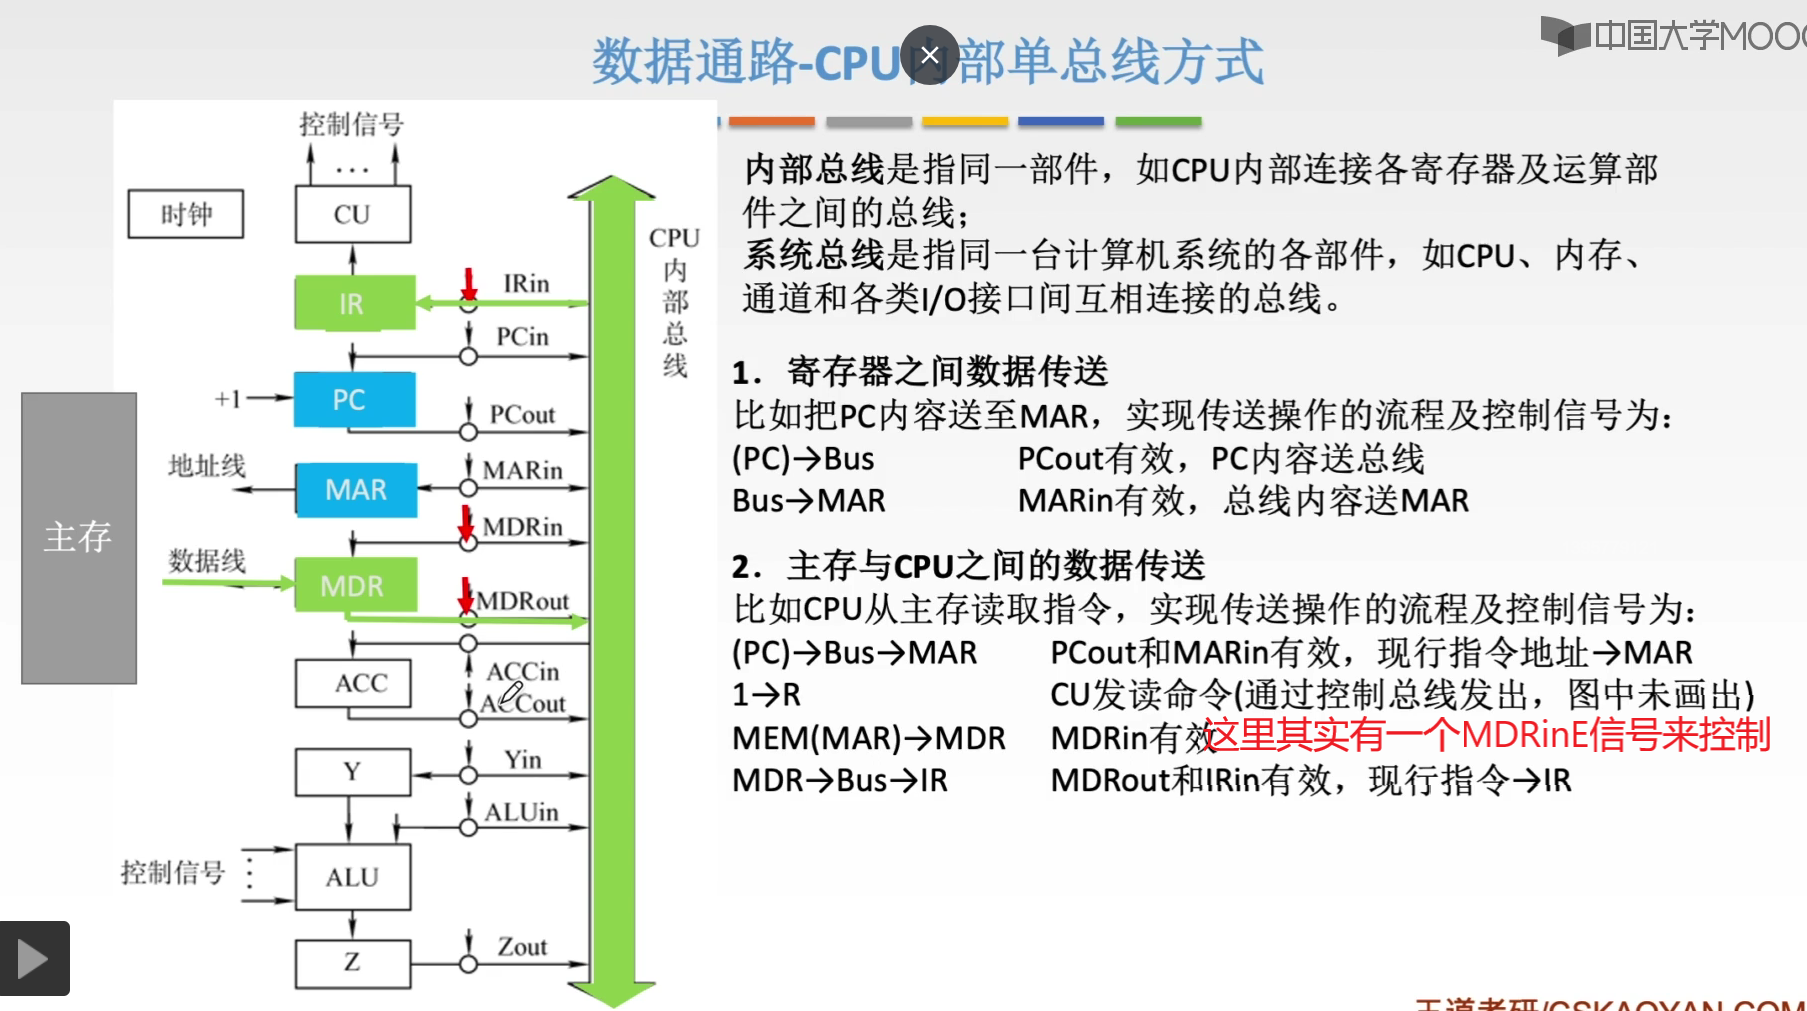 中国大学MOOC
数据通路-CPU内部单总线方式
控制信号
...
时钟
CU
IR
IRin
PCin
CPU
内
部
总
线
+1
PC
PCout
地址线
MAR
MARin
主存
数据线
MDR
MDRin
MDRout
ACC
ACCin
ACCout
Y
Yin
ALUin
控制信号
ALU
Z
Zout
内部总线是指同一部件，如CPU内部连接各寄存器及运算部
件之间的总线；
系统总线是指同一台计算机系统的各部件，如CPU、内存、
通道和各类I/O接口间互相连接的总线。
1．寄存器之间数据传送
比如把PC内容送至MAR，实现传送操作的流程及控制信号为：
(PC)→Bus PCout有效，PC内容送总线
Bus→MAR MARin有效，总线内容送MAR
2．主存与CPU之间的数据传送
比如CPU从主存读取指令，实现传送操作的流程及控制信号为：
(PC)→Bus→MAR PCout和MARin有效，现行指令地址→MAR
1→R CU发读命令(通过控制总线发出，图中未画出)
MEM(MAR)→MDR MDRin有效
这里其实有一个MDRinE信号来控制
MDR→Bus→IR MDRout和IRin有效，现行指令→IR
王道考研/CSKAOYAN.COM